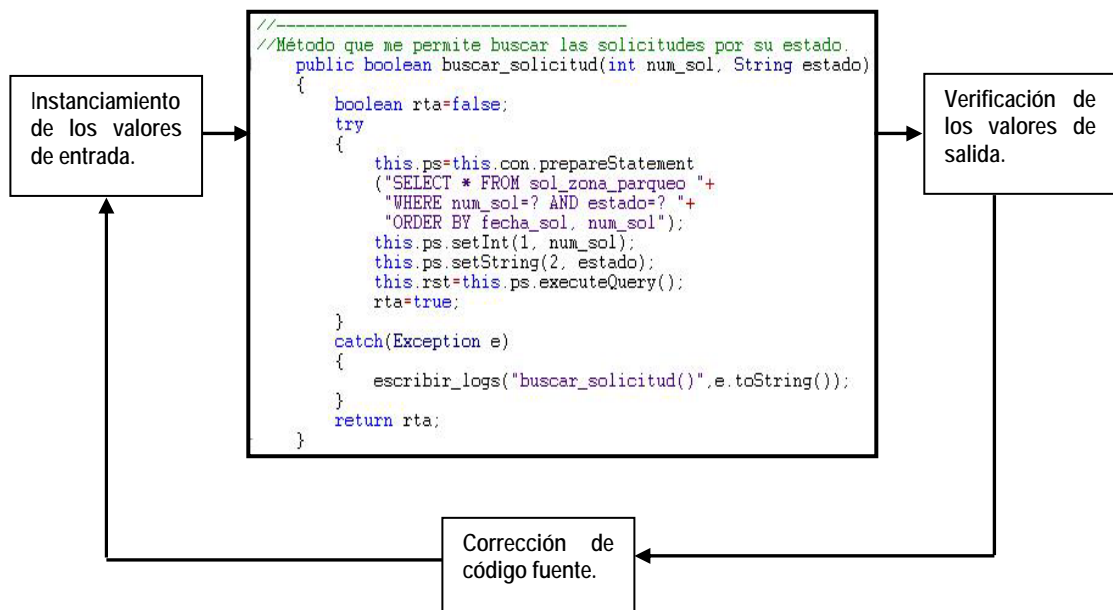 //----------------------------------
//Método que me permite buscar las solicitudes por su estado.
public boolean buscar_solicitud(int num_sol, String estado)
{
boolean rta=false;
try
{
this.ps=this.con.prepareStatement
("SELECT * FROM sol_zona_parqueo "+
"WHERE num_sol=? AND estado=? "+
"ORDER BY fecha_sol, num_sol");
this.ps.setInt(1, num_sol);
this.ps.setString(2, estado);
this.rst=this.ps.executeQuery();
rta=true;
}
catch(Exception e)
{
escribir_logs("buscar_solicitud()",e.toString());
}
return rta;
}
Instanciamiento
de los valores
de entrada.
Verificación de
los valores de
salida.
Corrección de
código fuente.